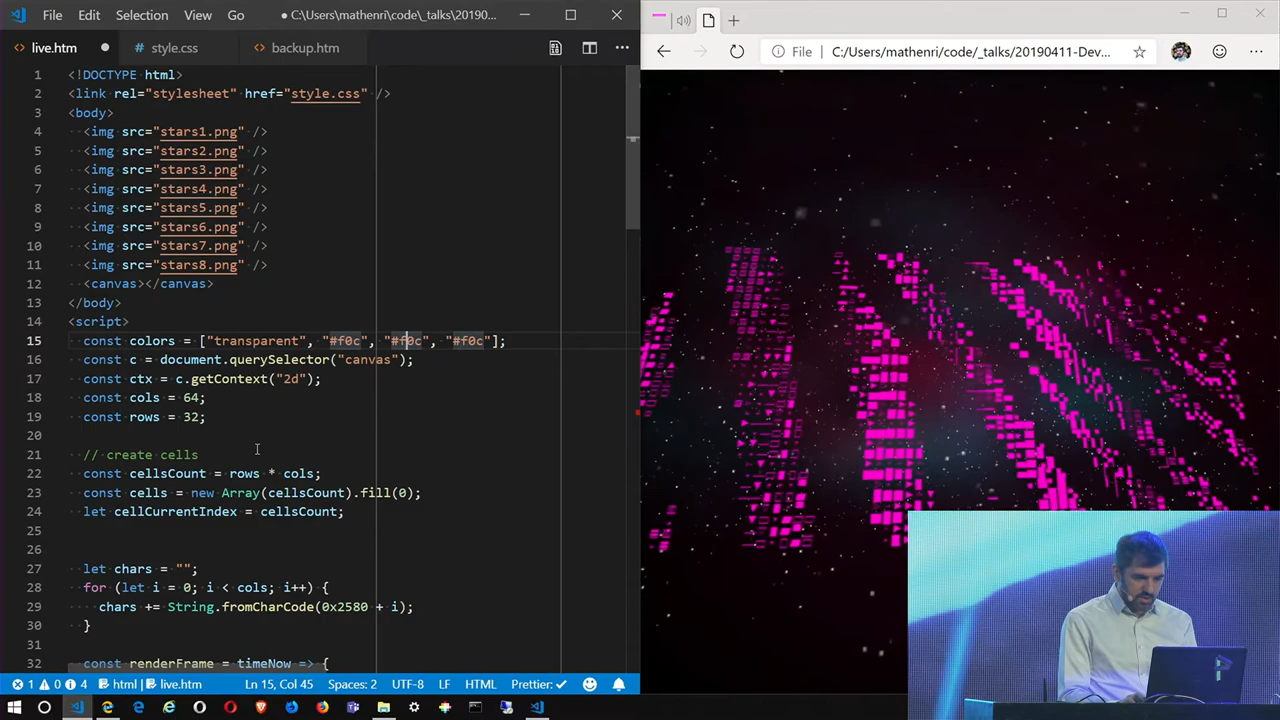 File Edit Selection View Go ● C:\Users\mathenri\code\_talks\20190...
live.htm ● style.css backup.htm
1 <!DOCTYPE html>
2 <link rel="stylesheet" href="style.css" />
3 <body>
4 <img src="stars1.png" />
5 <img src="stars2.png" />
6 <img src="stars3.png" />
7 <img src="stars4.png" />
8 <img src="stars5.png" />
9 <img src="stars6.png" />
10 <img src="stars7.png" />
11 <img src="stars8.png" />
12 <canvas></canvas>
13 </body>
14 <script>
15 const colors = ["transparent", "#f0c", "#f0c", "#f0c"];
16 const c = document.querySelector("canvas");
17 const ctx = c.getContext("2d");
18 const cols = 64;
19 const rows = 32;
20
21 // create cells
22 const cellsCount = rows * cols;
23 const cells = new Array(cellsCount).fill(0);
24 let cellCurrentIndex = cellsCount;
25
26
27 let chars = "";
28 for (let i = 0; i < cols; i++) {
29 chars += String.fromCharCode(0x2580 + i);
30 }
31
32 const renderFrame = timeNow => {
1 0 4 html live.htm Ln 15, Col 45 Spaces: 2 UTF-8 LF HTML Prettier: ✓
File C:/Users/mathenri/code/_talks/20190411-Dev...